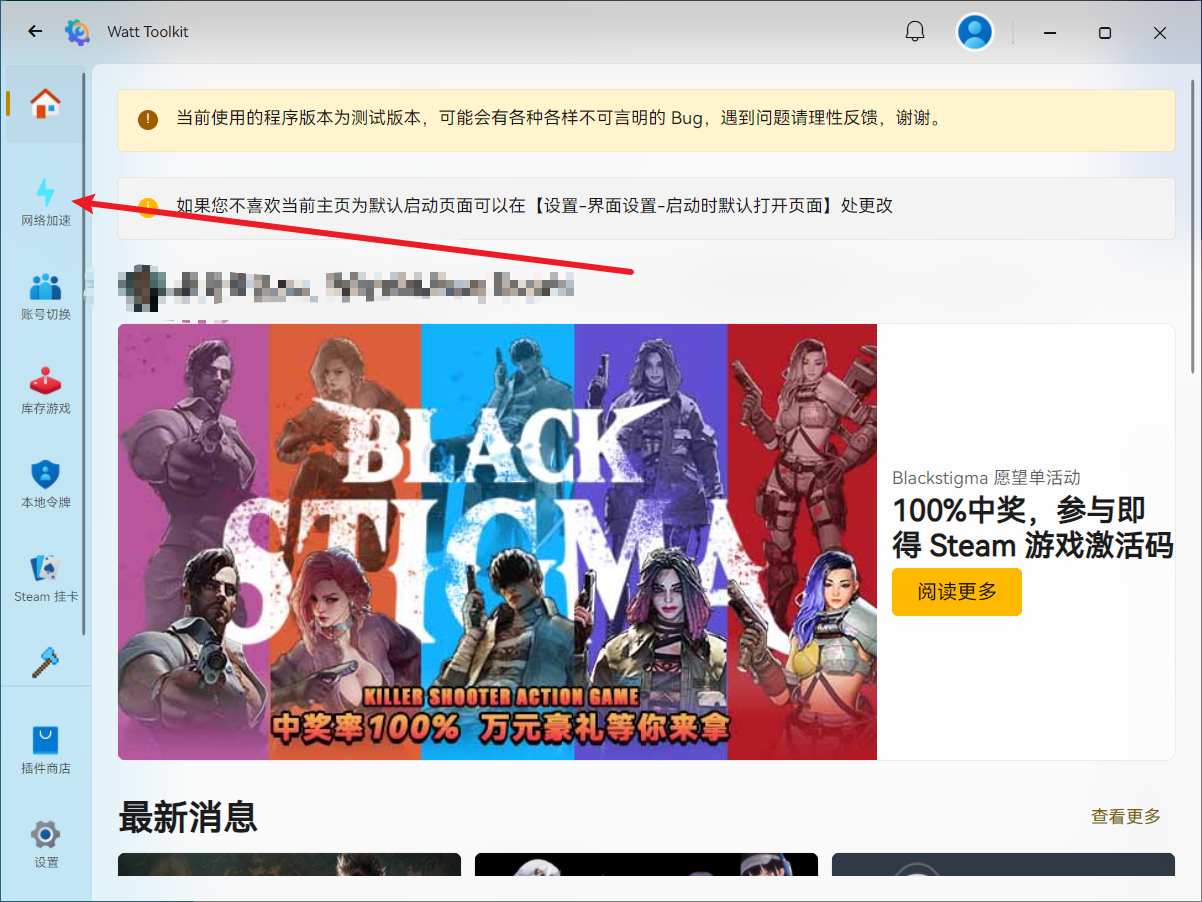 Watt Toolkit
当前使用的程序版本为测试版本，可能会有各种各样不可言明的 Bug，遇到问题请理性反馈，谢谢。
如果您不喜欢当前主页为默认启动页面可以在【设置-界面设置-启动时默认打开页面】处更改
网络加速
账号切换
库存游戏
本地令牌
Steam 挂卡
插件商店
设置
BLACK
STIGMA
KILLER SHOOTER ACTION GAME
中奖率100% 万元豪礼等你来拿
Blackstigma 愿望单活动
100%中奖，参与即
得 Steam 游戏激活码
阅读更多
最新消息
查看更多